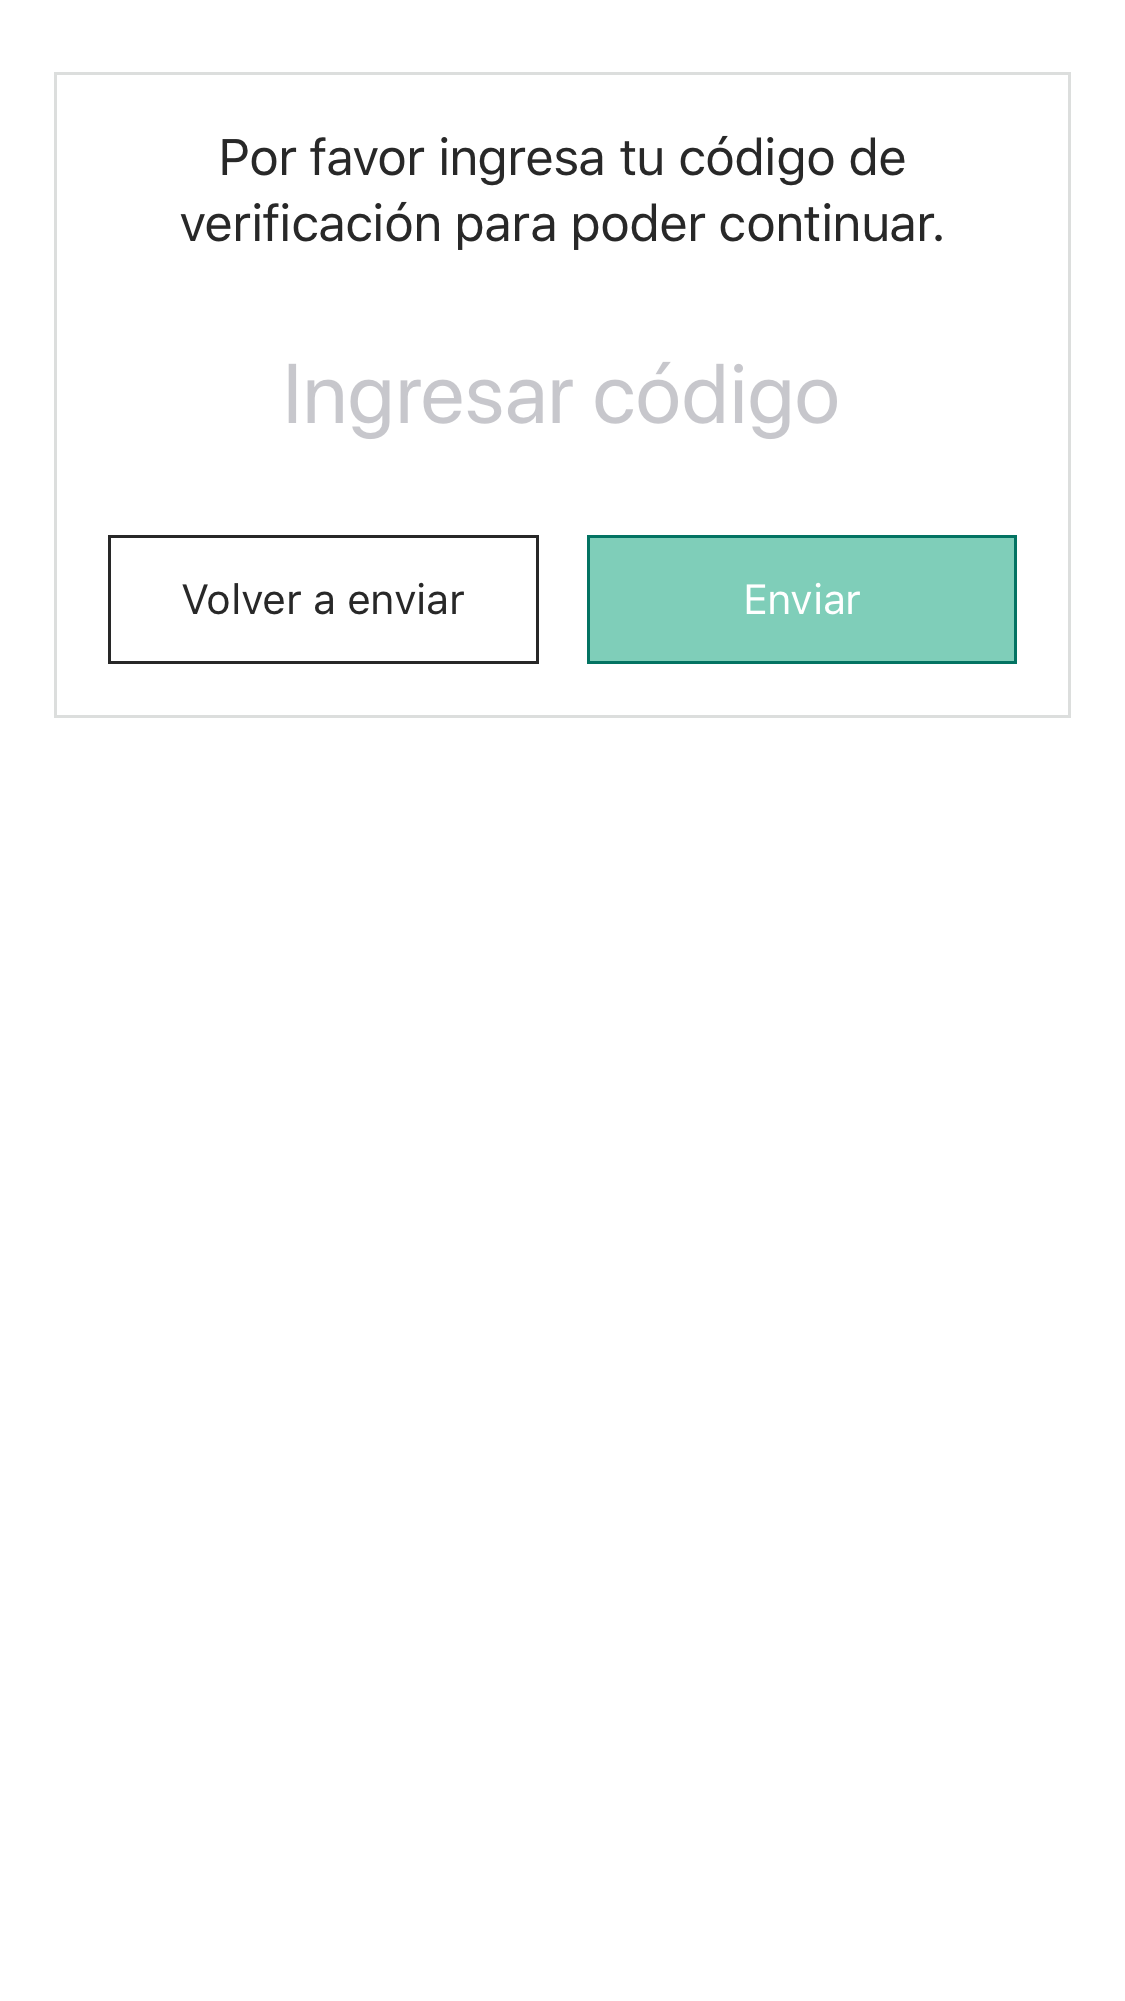 Por favor ingresa tu código de
verificación para poder continuar.
Ingresar código
Volver a enviar
Enviar